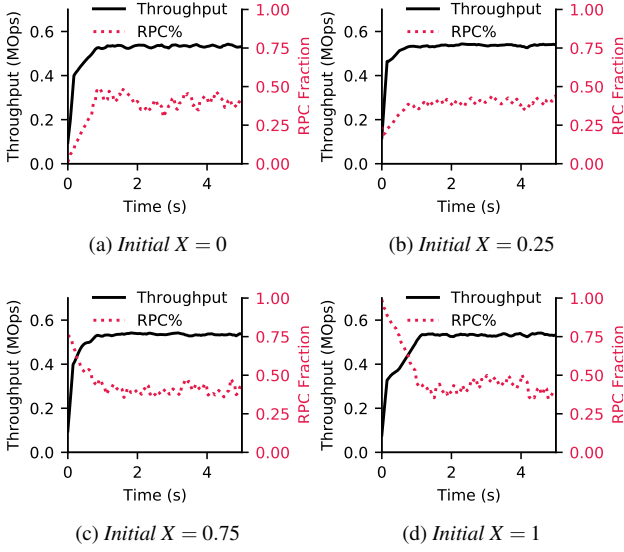 Throughput
RPC%
Throughput (MOps)
0.6
0.4
0.2
0.0
0
2
4
Time (s)
1.00
0.75
0.50
0.25
0.00
RPC Fraction
(a) Initial X = 0
Throughput
RPC%
Throughput (MOps)
0.6
0.4
0.2
0.0
0
2
4
Time (s)
1.00
0.75
0.50
0.25
0.00
RPC Fraction
(b) Initial X = 0.25
Throughput
RPC%
Throughput (MOps)
0.6
0.4
0.2
0.0
0
2
4
Time (s)
1.00
0.75
0.50
0.25
0.00
RPC Fraction
(c) Initial X = 0.75
Throughput
RPC%
Throughput (MOps)
0.6
0.4
0.2
0.0
0
2
4
Time (s)
1.00
0.75
0.50
0.25
0.00
RPC Fraction
(d) Initial X = 1